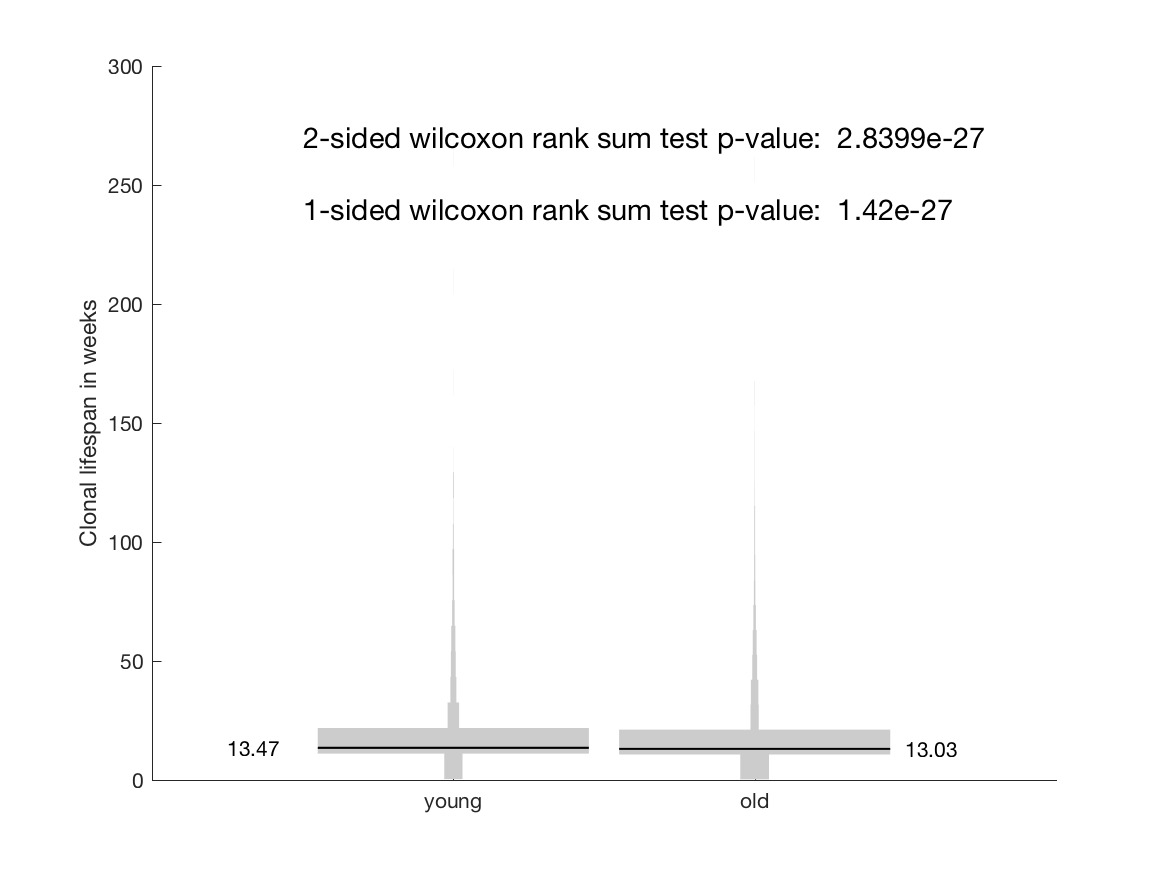 300
2-sided wilcoxon rank sum test p-value: 2.8399e-27
250
1-sided wilcoxon rank sum test p-value: 1.42e-27
200
Clonal lifespan in weeks
150
100
50
13.47
13.03
0
young old